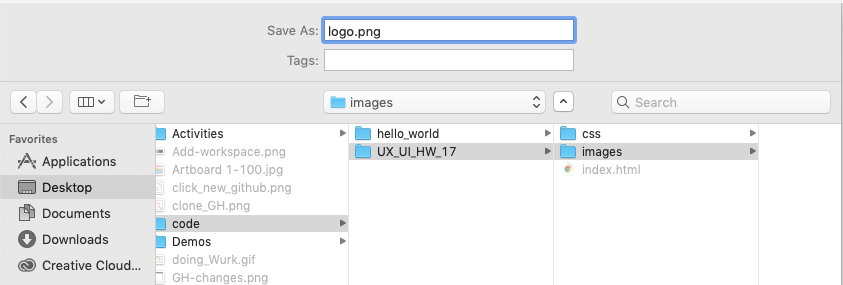 Save As: logo.png
Tags:
images
Search
Favorites
Applications
Desktop
Documents
Downloads
Creative Cloud...
Activities
Add-workspace.png
Artboard 1-100.jpg
click_new_github.png
clone_GH.png
code
Demos
doing_Wurk.gif
GH-changes.png
hello_world
UX_UI_HW_17
css
images
index.html